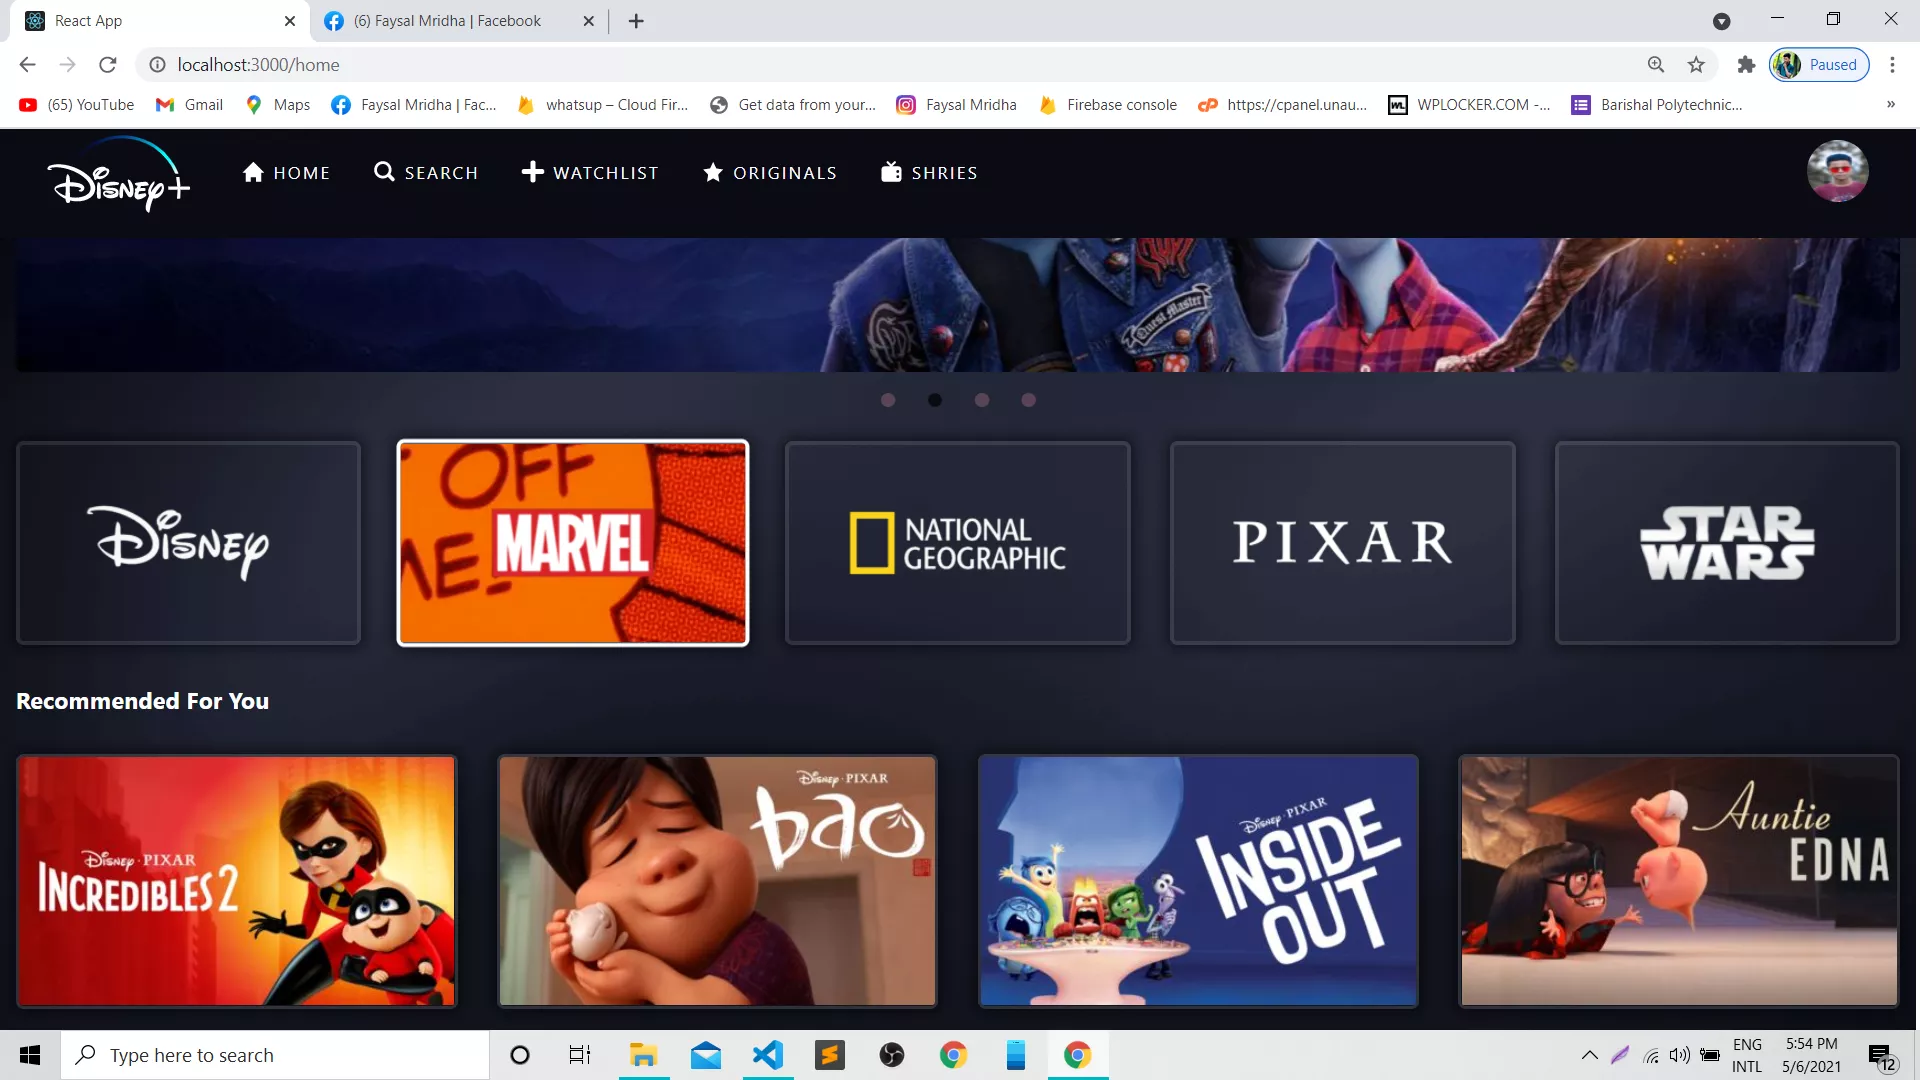 React App
(6) Faysal Mridha | Facebook
localhost:3000/home
Paused
(65) YouTube
Gmail
Maps
Faysal Mridha | Fac...
whatsup – Cloud Fir...
Get data from your...
Faysal Mridha
Firebase console
cP
https://cpanel.unau...
WL
WPLOCKER.COM -...
Barishal Polytechnic...
»
Disney+
HOME
SEARCH
WATCHLIST
ORIGINALS
SHRIES
Quest Master
Disney
OFF
ME-
MARVEL
NATIONAL
GEOGRAPHIC
PIXAR
STAR
WARS
Recommended For You
Disney · PIXAR
INCREDIBLES 2
Disney · PIXAR
bao
Disney · PIXAR
INSIDE
OUT
Auntie
EDNA
Type here to search
ENG
INTL
5:54 PM
5/6/2021
12